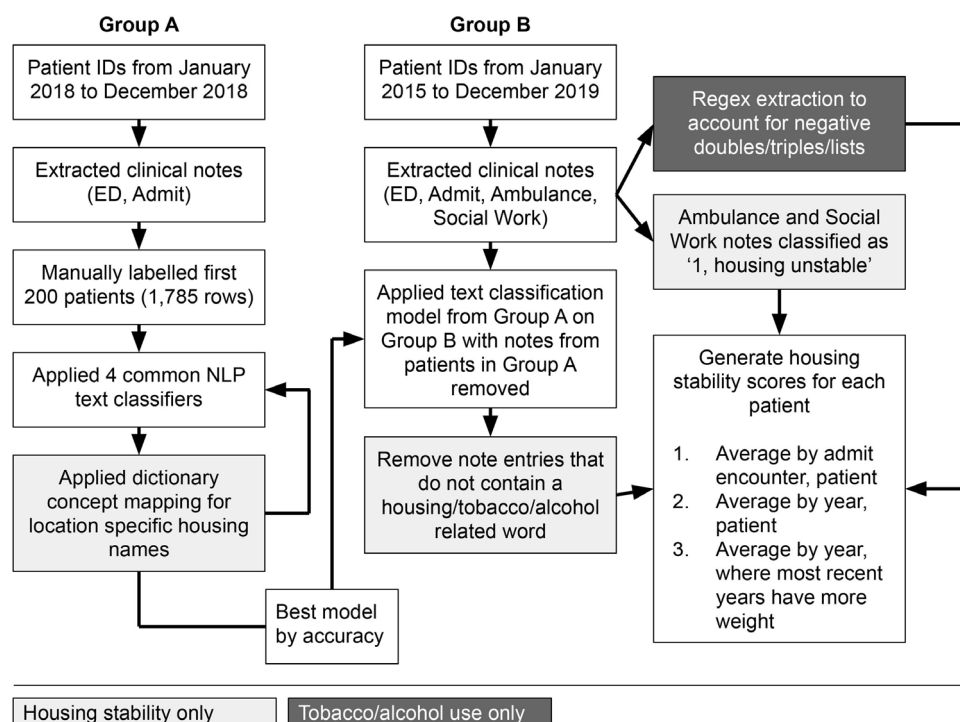 Group A
Patient IDs from January
2018 to December 2018
Extracted clinical notes
(ED, Admit)
Manually labelled first
200 patients (1,785 rows)
Applied 4 common NLP
text classifiers
Applied dictionary
concept mapping for
location specific housing
names
Best model
by accuracy
Group B
Patient IDs from January
2015 to December 2019
Extracted clinical notes
(ED, Admit, Ambulance,
Social Work)
Applied text classification
model from Group A on
Group B with notes from
patients in Group A
removed
Remove note entries that
do not contain a
housing/tobacco/alcohol
related word
Regex extraction to
account for negative
doubles/triples/lists
Ambulance and Social
Work notes classified as
‘1, housing unstable’
Generate housing
stability scores for each
patient
1. Average by admit
encounter, patient
2. Average by year,
patient
3. Average by year,
where most recent
years have more
weight
Housing stability only
Tobacco/alcohol use only